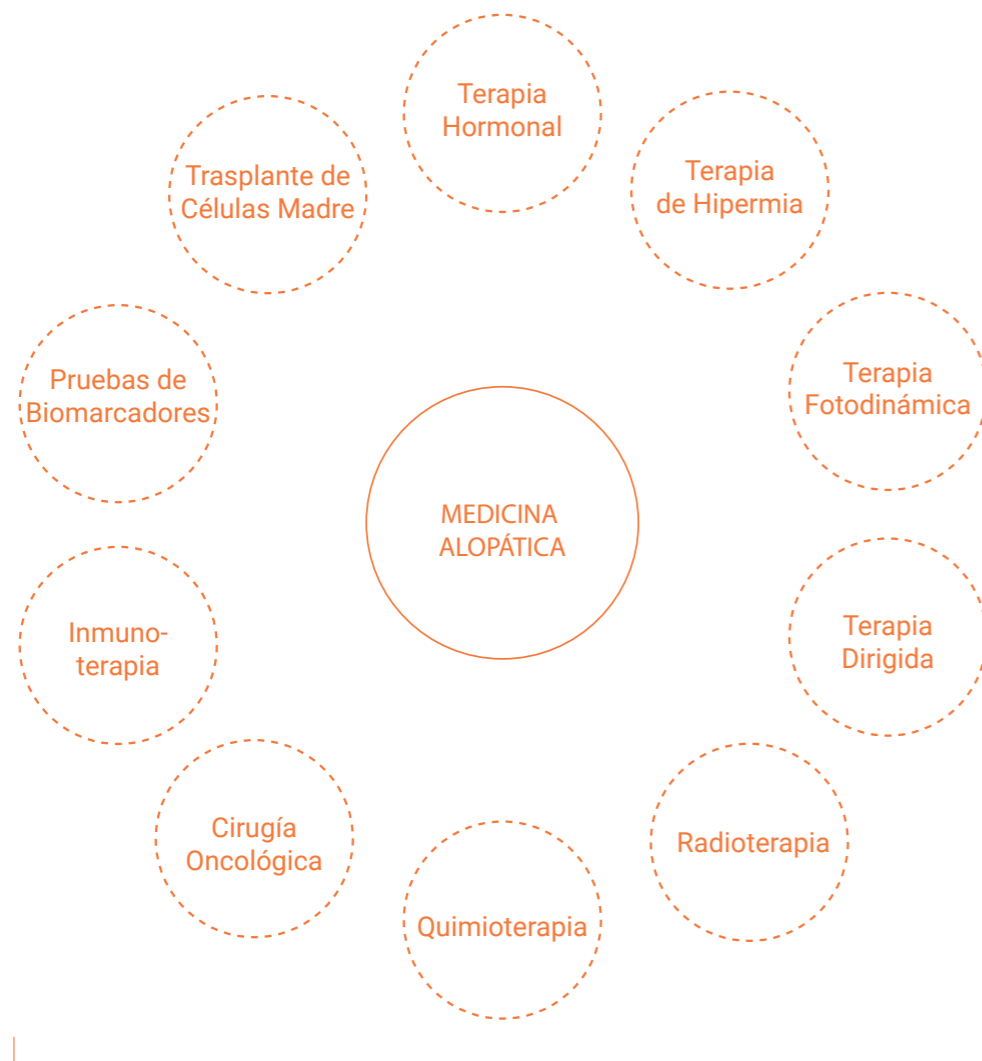 Terapia
Hormonal
Terapia
de Hipermia
Terapia
Fotodinámica
Terapia
Dirigida
Radioterapia
Quimioterapia
Cirugía
Oncológica
Inmuno-
terapia
Pruebas de
Biomarcadores
Trasplante de
Células Madre
MEDICINA
ALOPÁTICA